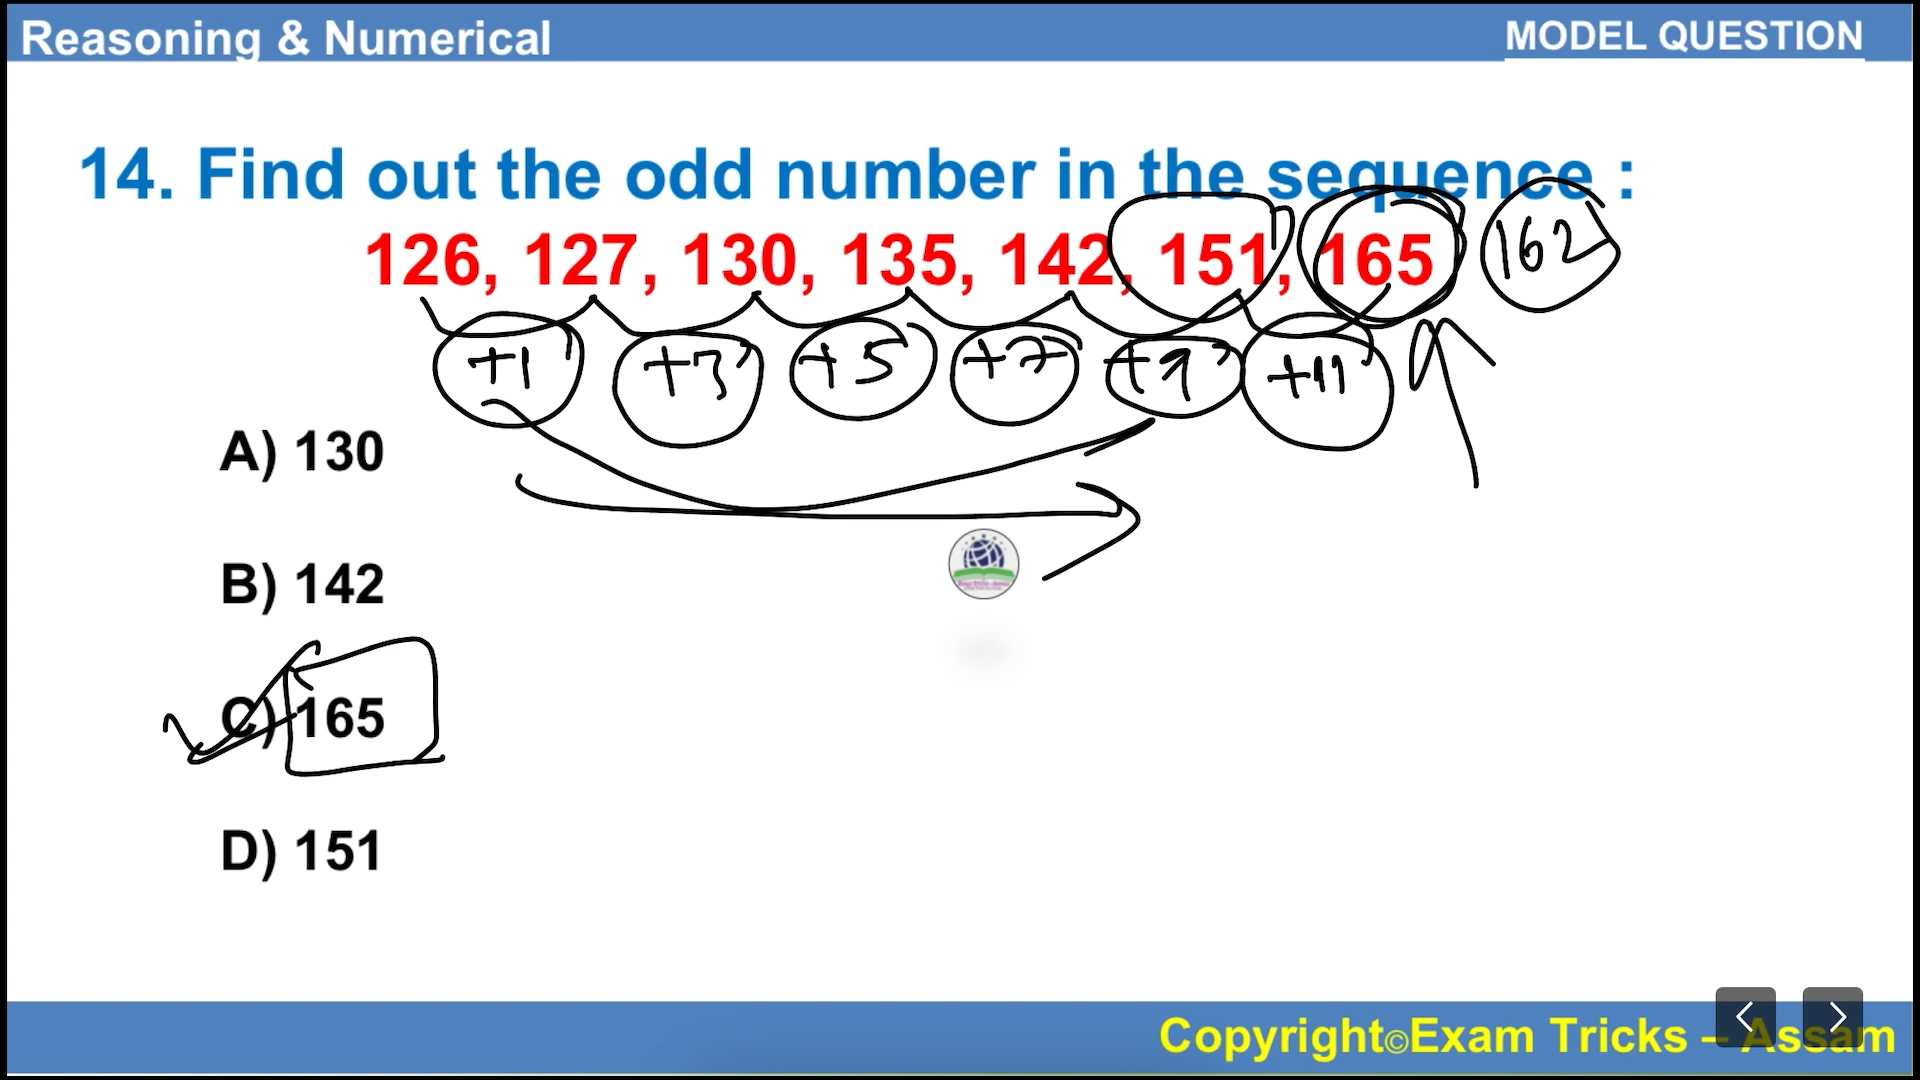 Reasoning & Numerical
MODEL QUESTION
14. Find out the odd number in the sequence :
126, 127, 130, 135, 142, 151, 165 162
+1 +3 +5 +7 +9 +11
A) 130
B) 142
C) 165
D) 151
Copyright©Exam Tricks – Assam